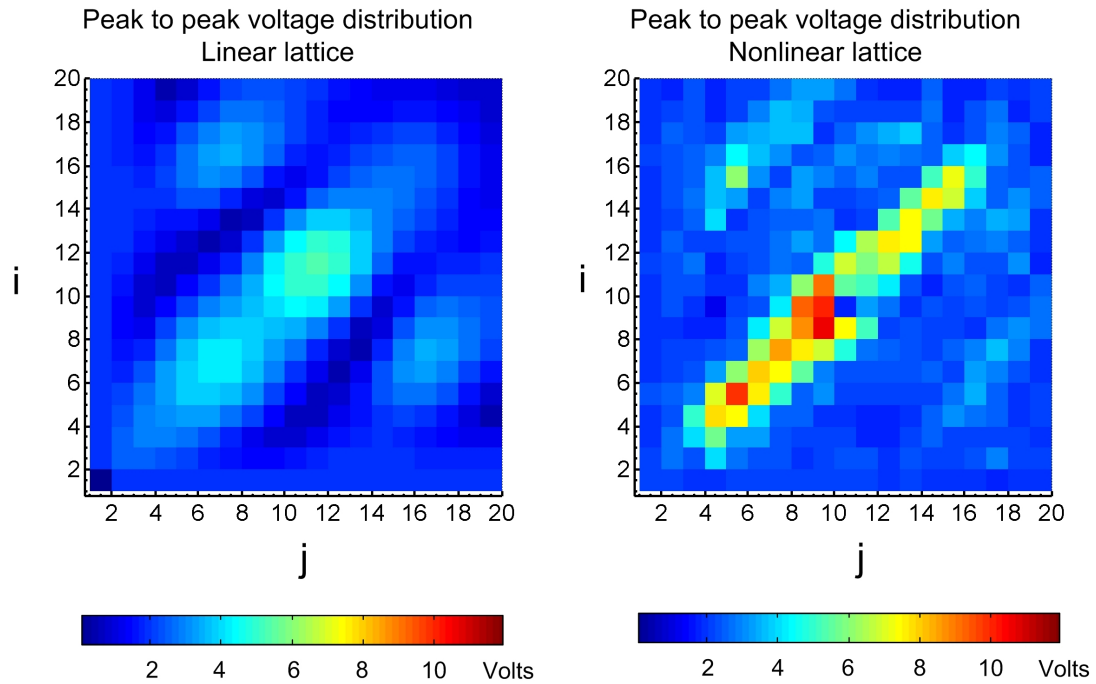 Peak to peak voltage distribution
Linear lattice
20
18
16
14
12
10
8
6
4
2
i
2 4 6 8 10 12 14 16 18 20
j
2 4 6 8 10 Volts
Peak to peak voltage distribution
Nonlinear lattice
20
18
16
14
12
10
8
6
4
2
i
2 4 6 8 10 12 14 16 18 20
j
2 4 6 8 10 Volts